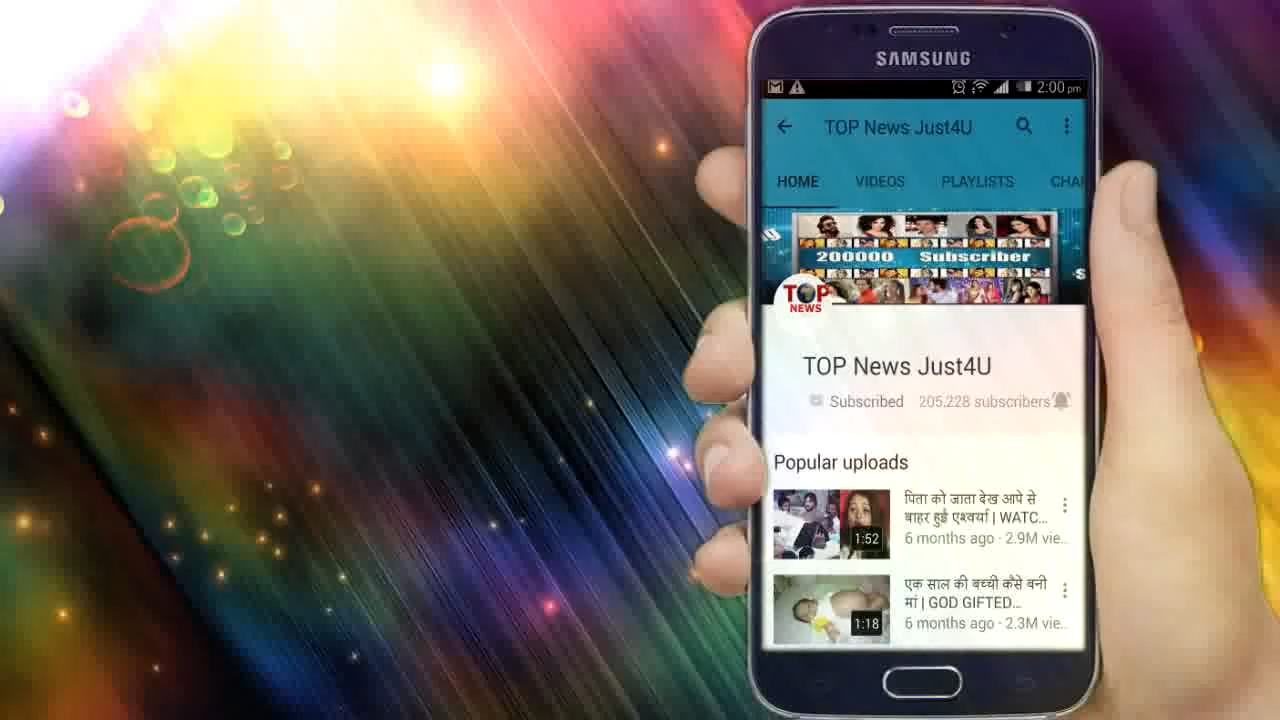 SAMSUNG
2:00 pm
TOP News Just4U
HOME VIDEOS PLAYLISTS CHA
200000 Subscriber
TOP
NEWS
TOP News Just4U
Subscribed 205,228 subscribers
Popular uploads
पिता को जाता देख आपे से
बाहर हुई एश्वर्या | WATC...
1:52
6 months ago · 2.9M vie...
एक साल की बच्ची कैसे बनी
मां | GOD GIFTED...
1:18
6 months ago · 2.3M vie...